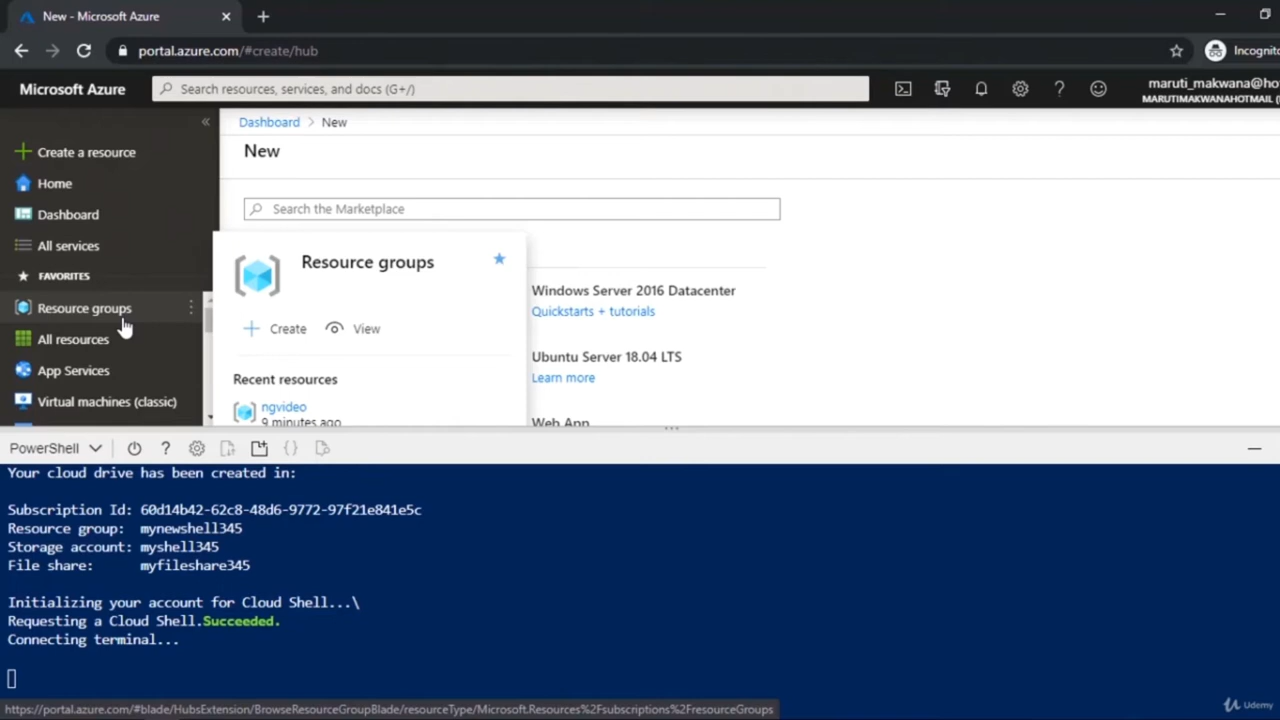 New - Microsoft Azure
portal.azure.com/#create/hub
Incognito
Microsoft Azure
Search resources, services, and docs (G+/)
maruti_makwana@ho
MARUTIMAKWANAHOTMAIL (
Dashboard > New
New
Create a resource
Home
Dashboard
All services
FAVORITES
Resource groups
All resources
App Services
Virtual machines (classic)
Search the Marketplace
Resource groups
Create
View
Recent resources
ngvideo
9 minutes ago
Windows Server 2016 Datacenter
Quickstarts + tutorials
Ubuntu Server 18.04 LTS
Learn more
Web App
PowerShell
Your cloud drive has been created in:
Subscription Id: 60d14b42-62c8-48d6-9772-97f21e841e5c
Resource group: mynewshell345
Storage account: myshell345
File share: myfileshare345
Initializing your account for Cloud Shell...\
Requesting a Cloud Shell.Succeeded.
Connecting terminal...
https://portal.azure.com/#blade/HubsExtension/BrowseResourceGroupBlade/resourceType/Microsoft.Resources%2Fsubscriptions%2FresourceGroups
Udemy